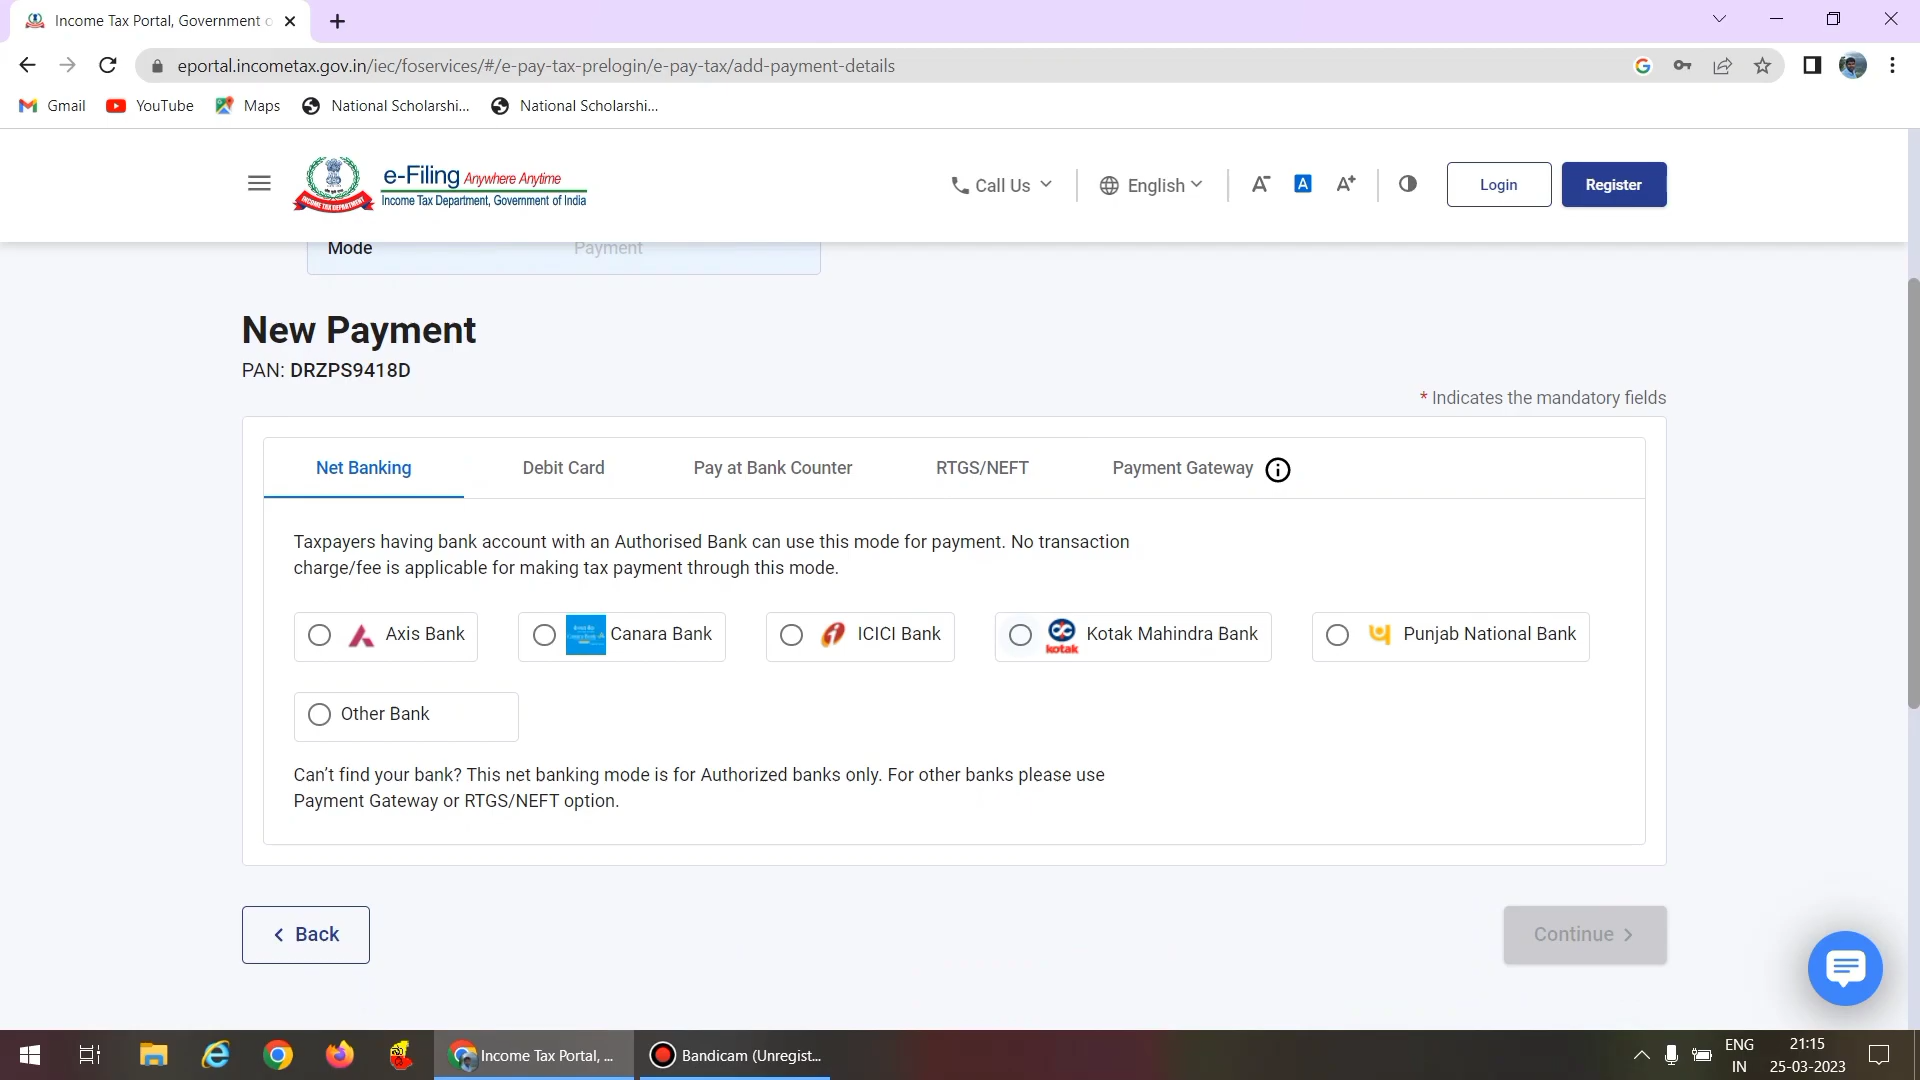 Income Tax Portal, Government o
eportal.incometax.gov.in/iec/foservices/#/e-pay-tax-prelogin/e-pay-tax/add-payment-details
Gmail YouTube Maps National Scholarshi... National Scholarshi...
e-Filing Anywhere Anytime
Income Tax Department, Government of India
INCOME TAX DEPARTMENT
Call Us English A- A A+ Login Register
Mode Payment
New Payment
PAN: DRZPS9418D
* Indicates the mandatory fields
Net Banking Debit Card Pay at Bank Counter RTGS/NEFT Payment Gateway
Taxpayers having bank account with an Authorised Bank can use this mode for payment. No transaction
charge/fee is applicable for making tax payment through this mode.
Axis Bank Canara Bank ICICI Bank kotak Kotak Mahindra Bank Punjab National Bank
Other Bank
Can’t find your bank? This net banking mode is for Authorized banks only. For other banks please use
Payment Gateway or RTGS/NEFT option.
< Back Continue >
Income Tax Portal, ... Bandicam (Unregist...
ENG 21:15
IN 25-03-2023